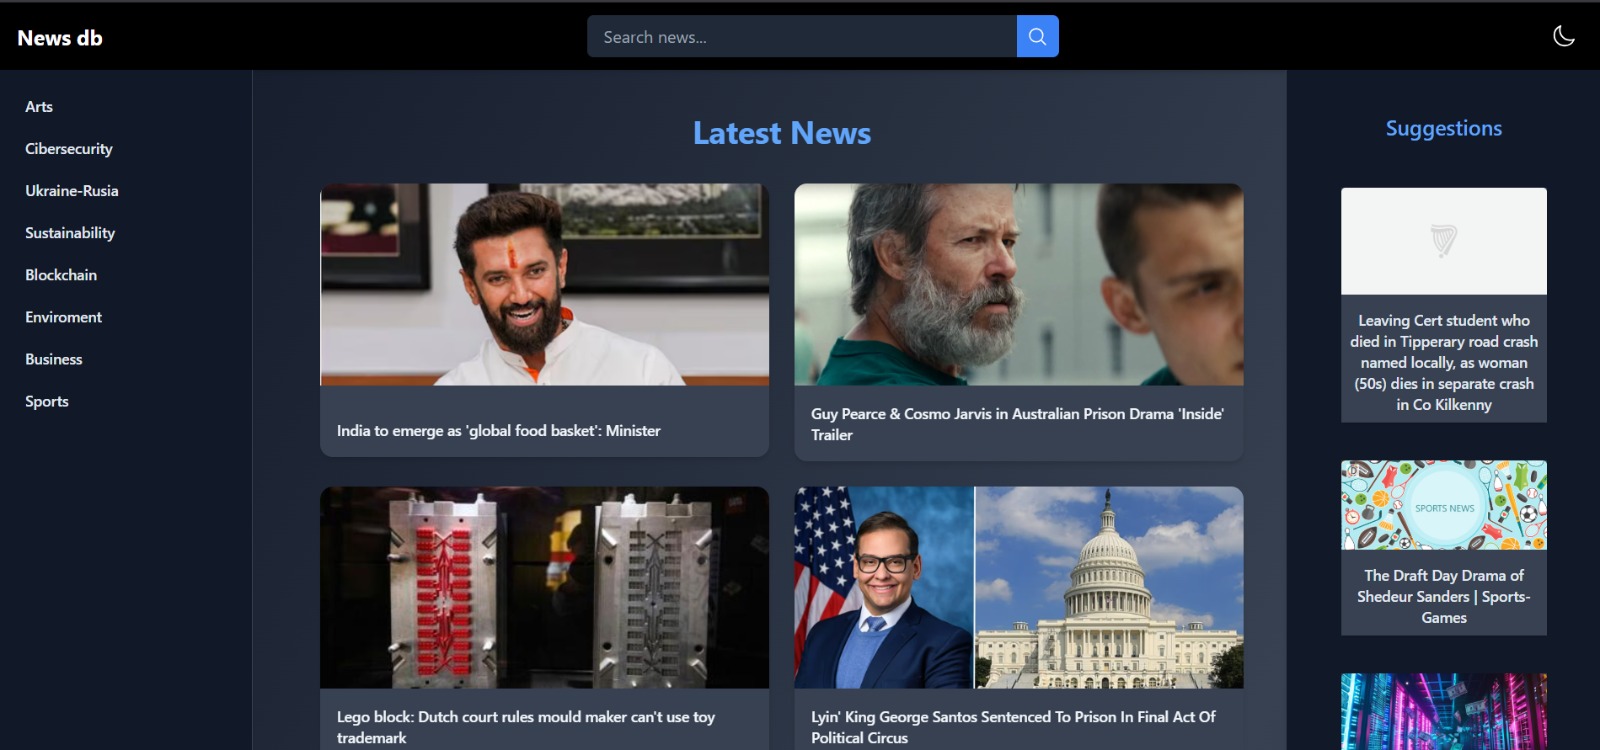 News db
Search news...
Arts
Cibersecurity
Ukraine-Rusia
Sustainability
Blockchain
Enviroment
Business
Sports
Latest News
India to emerge as 'global food basket': Minister
Guy Pearce & Cosmo Jarvis in Australian Prison Drama 'Inside'
Trailer
Lego block: Dutch court rules mould maker can't use toy
trademark
Lyin' King George Santos Sentenced To Prison In Final Act Of
Political Circus
Suggestions
Leaving Cert student who
died in Tipperary road crash
named locally, as woman
(50s) dies in separate crash
in Co Kilkenny
SPORTS NEWS
The Draft Day Drama of
Shedeur Sanders | Sports-
Games